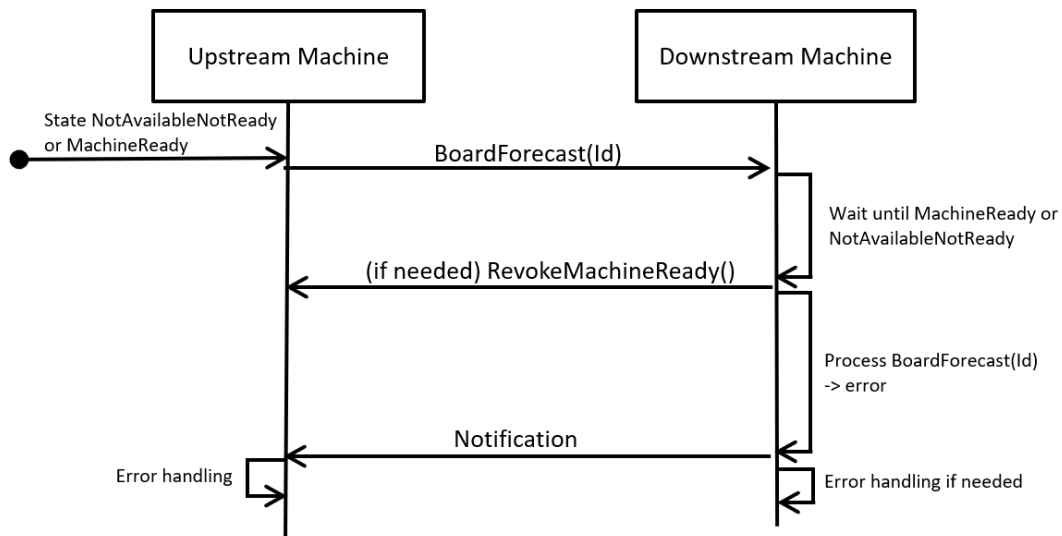 Upstream Machine
Downstream Machine
State NotAvailableNotReady
or MachineReady
BoardForecast(Id)
Wait until MachineReady or
NotAvailableNotReady
(if needed) RevokeMachineReady()
Process BoardForecast(Id)
-> error
Notification
Error handling
Error handling if needed